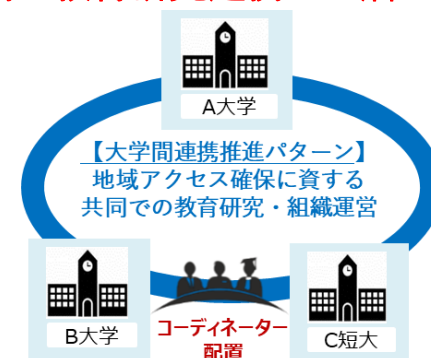 A大学
【大学間連携推進パターン】
地域アクセス確保に資する
共同での教育研究・組織運営
B大学
コーディネーター
配置
C短大